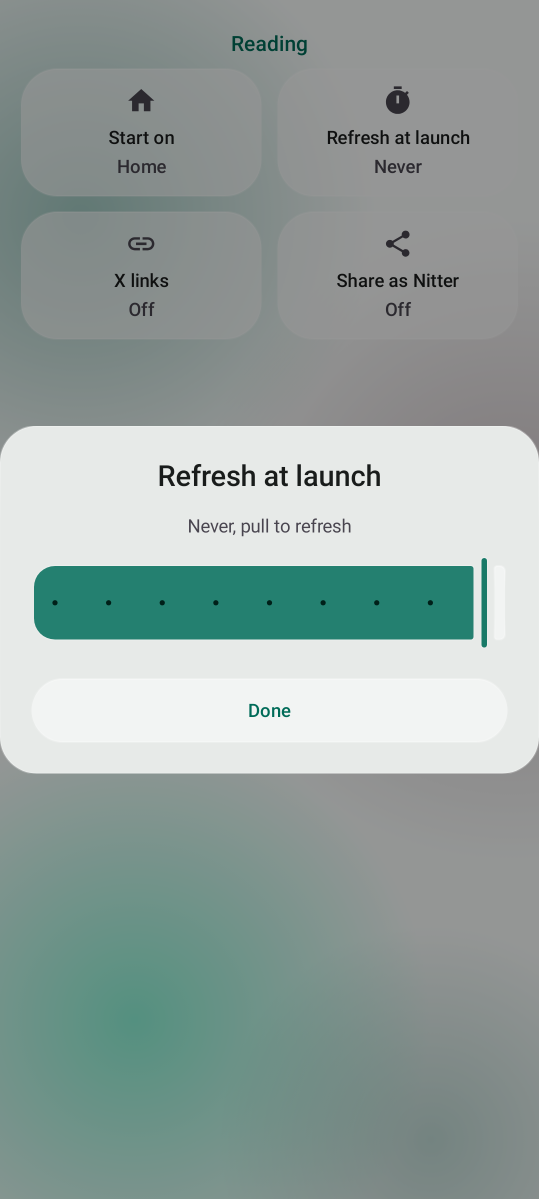 Reading
Start on
Home
Refresh at launch
Never
X links
Off
Share as Nitter
Off
Refresh at launch
Never, pull to refresh
Done